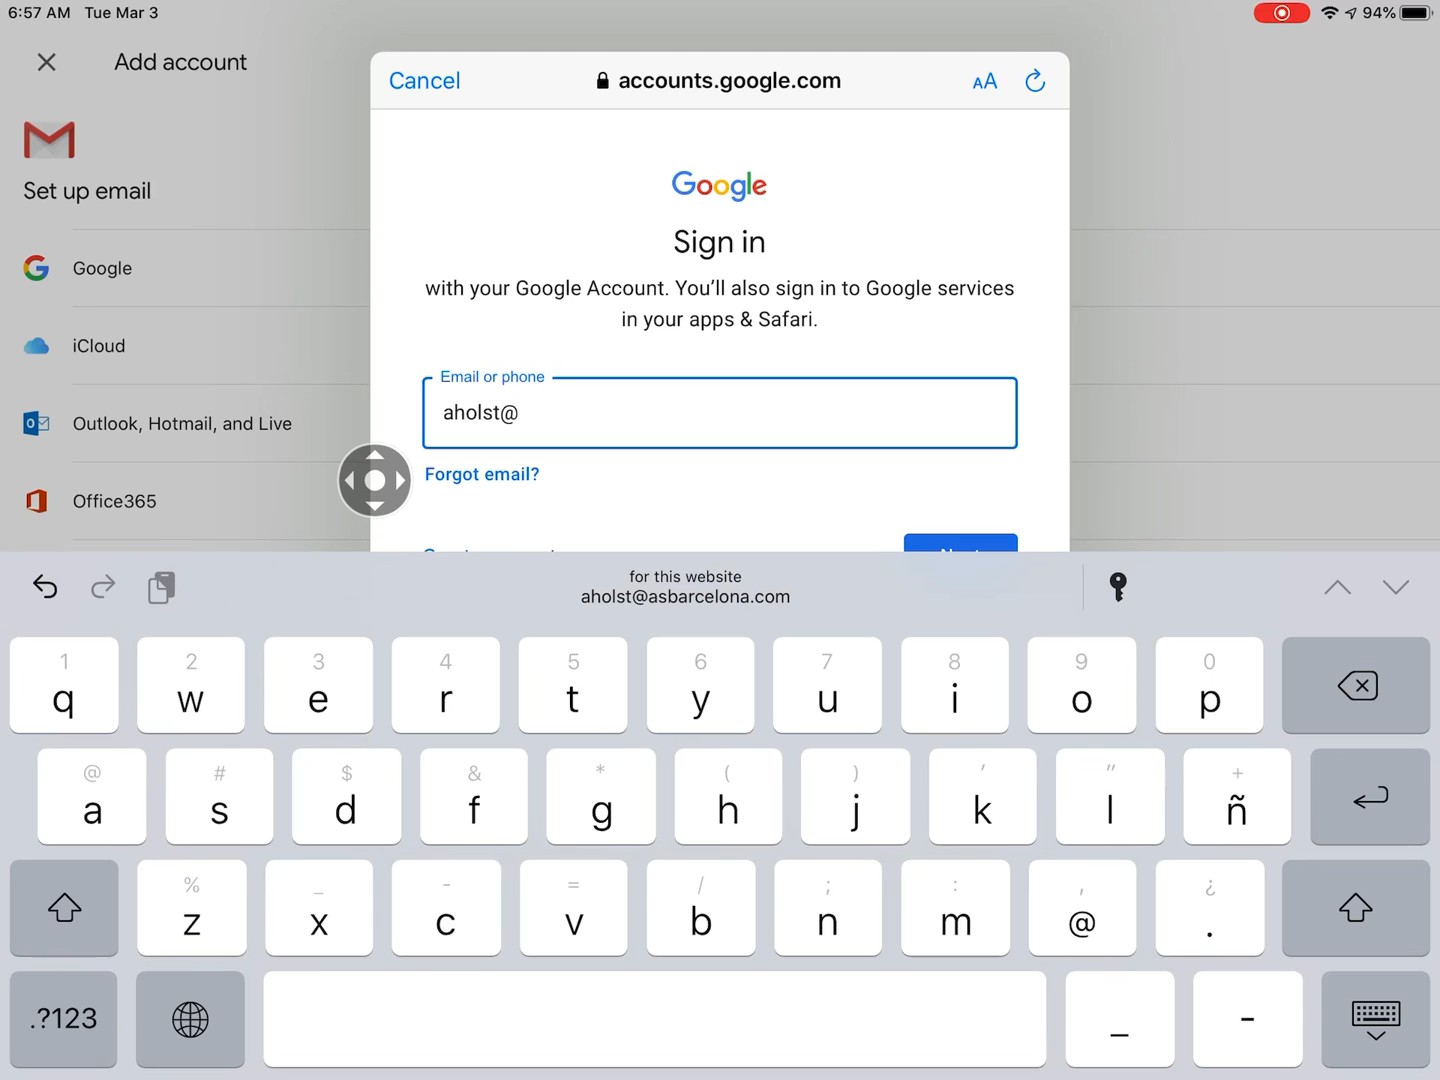 6:57 AM Tue Mar 3
94%
Add account
Cancel
accounts.google.com
AA
Set up email
Google
Sign in
with your Google Account. You’ll also sign in to Google services
in your apps & Safari.
Google
iCloud
Email or phone
aholst@
Outlook, Hotmail, and Live
Forgot email?
Office365
for this website
aholst@asbarcelona.com
1 2 3 4 5 6 7 8 9 0
q w e r t y u i o p
@ # $ & * ( ) ' " +
a s d f g h j k l ñ
% _ - = / ; : , ¿
z x c v b n m @ .
.?123 _ -